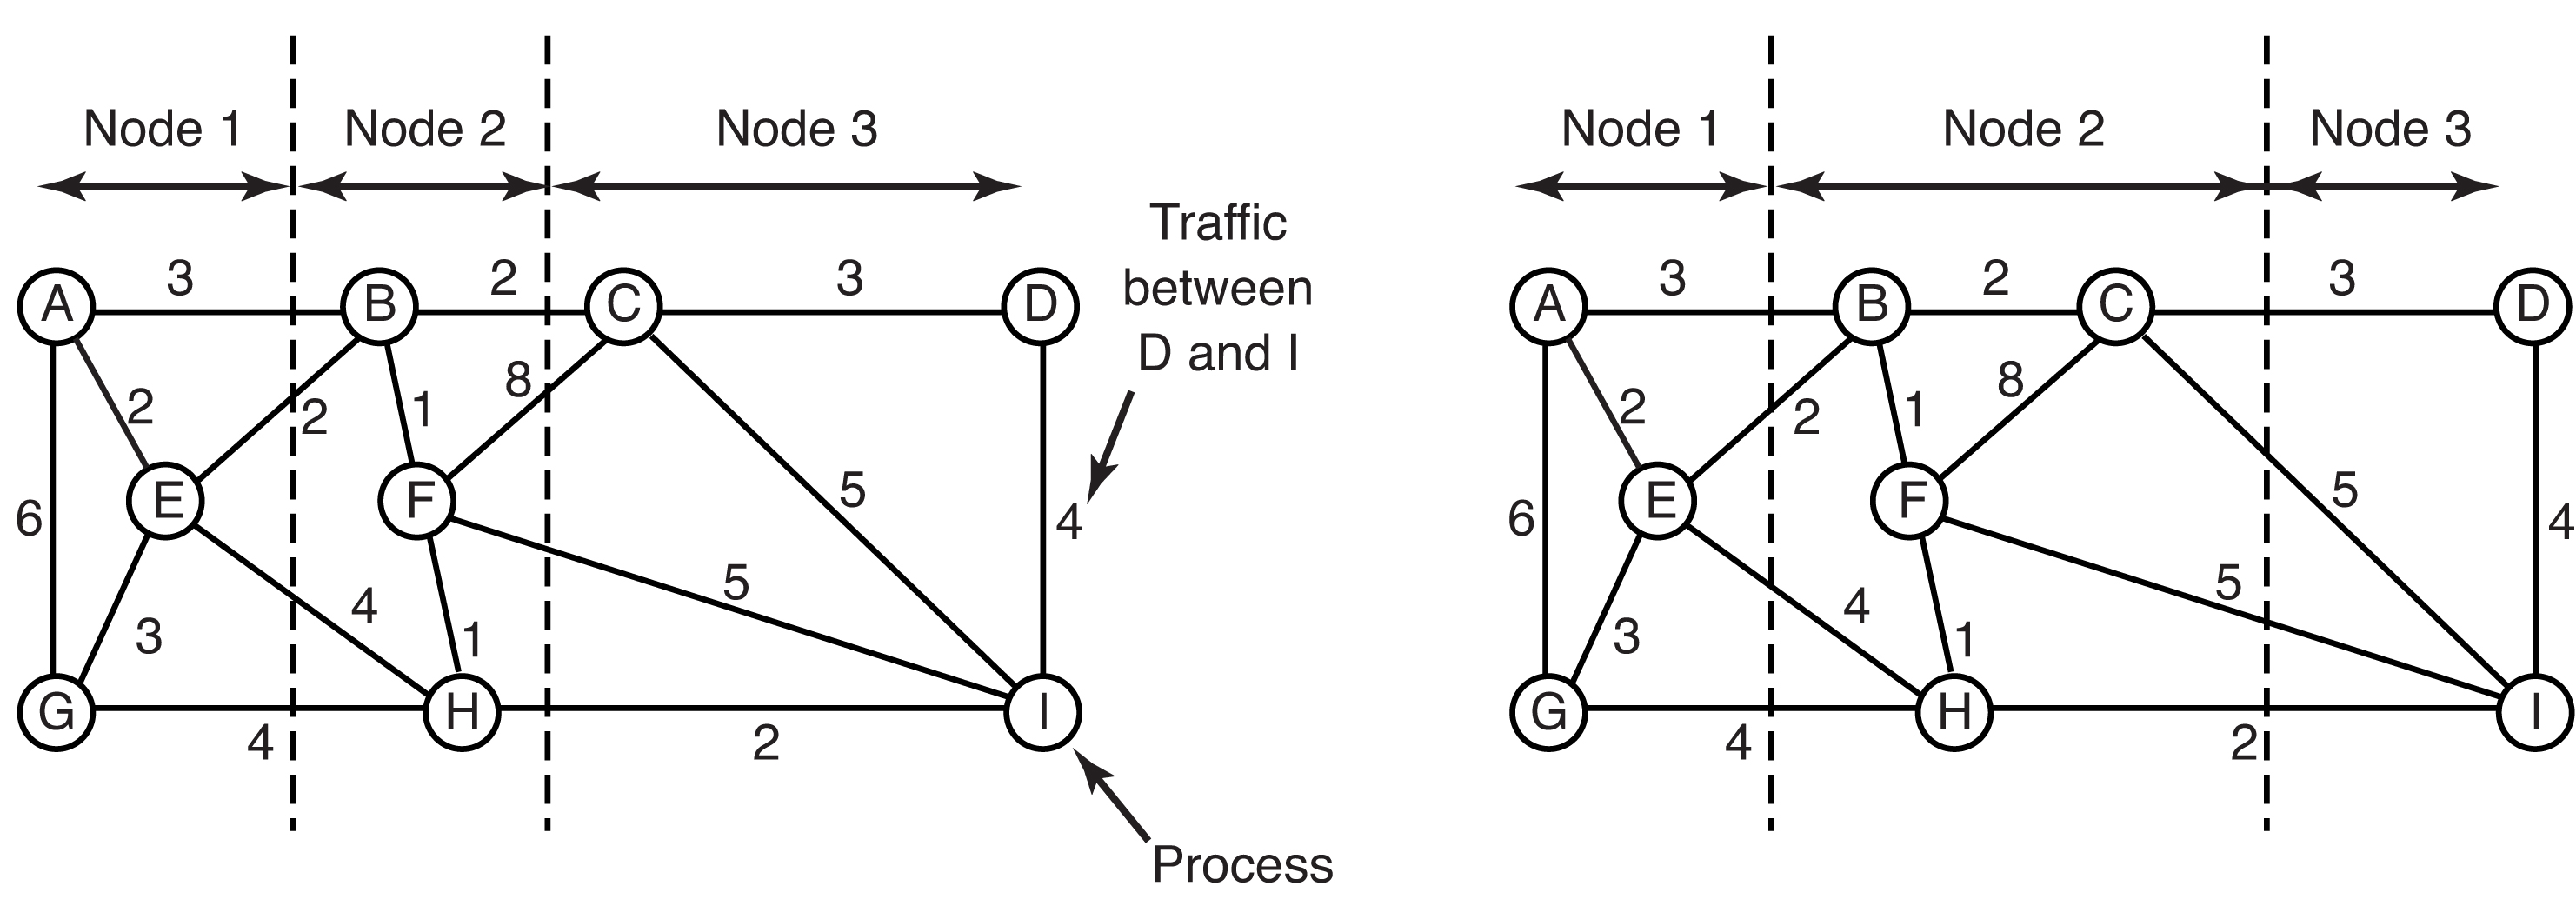 Node 1 Node 2 Node 3
Traffic
between
D and I
A 3 B 2 C 3 D
8
2 2 1
5
6 E F 4
5
4
3 1
G H I
4 2
Process
Node 1 Node 2 Node 3
A 3 B 2 C 3 D
8
2 2 1
5
6 E F 4
5
4
3 1
G H I
4 2